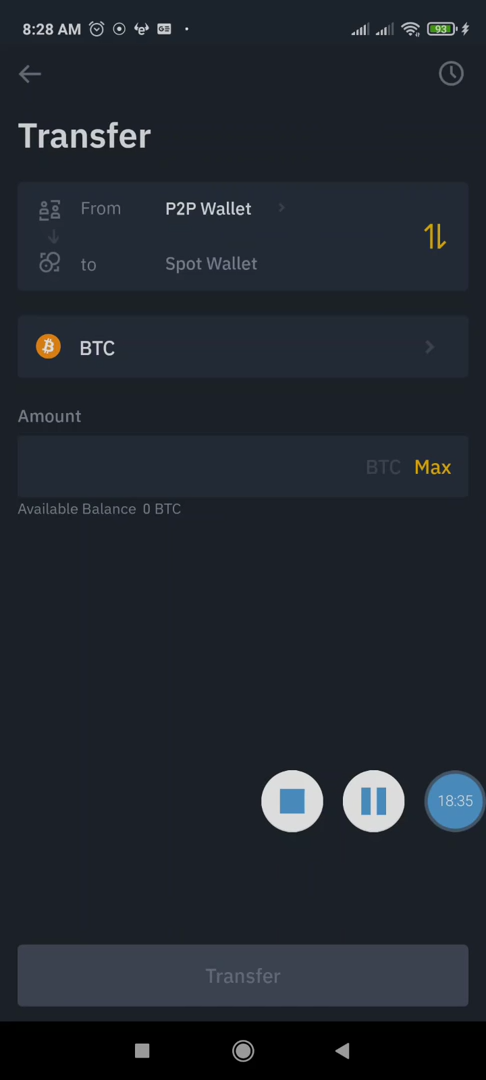 8:28 AM
93
Transfer
From P2P Wallet
to Spot Wallet
BTC
Amount
BTC Max
Available Balance 0 BTC
18:35
Transfer